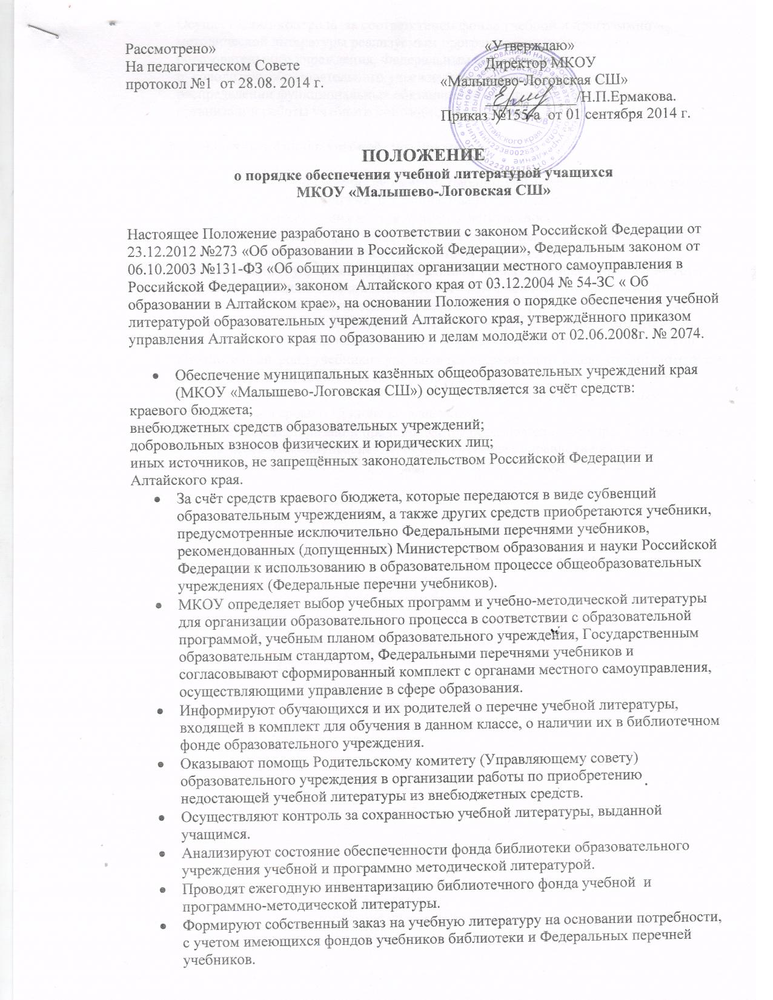 Рассмотрено»
На педагогическом Совете
протокол №1  от 28.08. 2014 г.
«Утверждаю»
Директор МКОУ
«Малышево-Логовская СШ»
/Н.П.Ермакова.
Приказ №155-а  от 01 сентября 2014 г.
ПОЛОЖЕНИЕ
о порядке обеспечения учебной литературой учащихся
МКОУ «Малышево-Логовская СШ»
Настоящее Положение разработано в соответствии с законом Российской Федерации от
23.12.2012 №273 «Об образовании в Российской Федерации», Федеральным законом от
06.10.2003 №131-ФЗ «Об общих принципах организации местного самоуправления в
Российской Федерации», законом  Алтайского края от 03.12.2004 № 54-ЗС « Об
образовании в Алтайском крае», на основании Положения о порядке обеспечения учебной
литературой образовательных учреждений Алтайского края, утверждённого приказом
управления Алтайского края по образованию и делам молодёжи от 02.06.2008г. № 2074.
• Обеспечение муниципальных казённых общеобразовательных учреждений края
(МКОУ «Малышево-Логовская СШ») осуществляется за счёт средств:
краевого бюджета;
внебюджетных средств образовательных учреждений;
добровольных взносов физических и юридических лиц;
иных источников, не запрещённых законодательством Российской Федерации и
Алтайского края.
• За счёт средств краевого бюджета, которые передаются в виде субвенций
образовательным учреждениям, а также других средств приобретаются учебники,
предусмотренные исключительно Федеральными перечнями учебников,
рекомендованных (допущенных) Министерством образования и науки Российской
Федерации к использованию в образовательном процессе общеобразовательных
учреждениях (Федеральные перечни учебников).
• МКОУ определяет выбор учебных программ и учебно-методической литературы
для организации образовательного процесса в соответствии с образовательной
программой, учебным планом образовательного учреждения, Государственным
образовательным стандартом, Федеральными перечнями учебников и
согласовывают сформированный комплект с органами местного самоуправления,
осуществляющими управление в сфере образования.
• Информируют обучающихся и их родителей о перечне учебной литературы,
входящей в комплект для обучения в данном классе, о наличии их в библиотечном
фонде образовательного учреждения.
• Оказывают помощь Родительскому комитету (Управляющему совету)
образовательного учреждения в организации работы по приобретению
недостающей учебной литературы из внебюджетных средств.
• Осуществляют контроль за сохранностью учебной литературы, выданной
учащимся.
• Анализируют состояние обеспеченности фонда библиотеки образовательного
учреждения учебной и программно методической литературой.
• Проводят ежегодную инвентаризацию библиотечного фонда учебной  и
программно-методической литературы.
• Формируют собственный заказ на учебную литературу на основании потребности,
с учетом имеющихся фондов учебников библиотеки и Федеральных перечней
учебников.